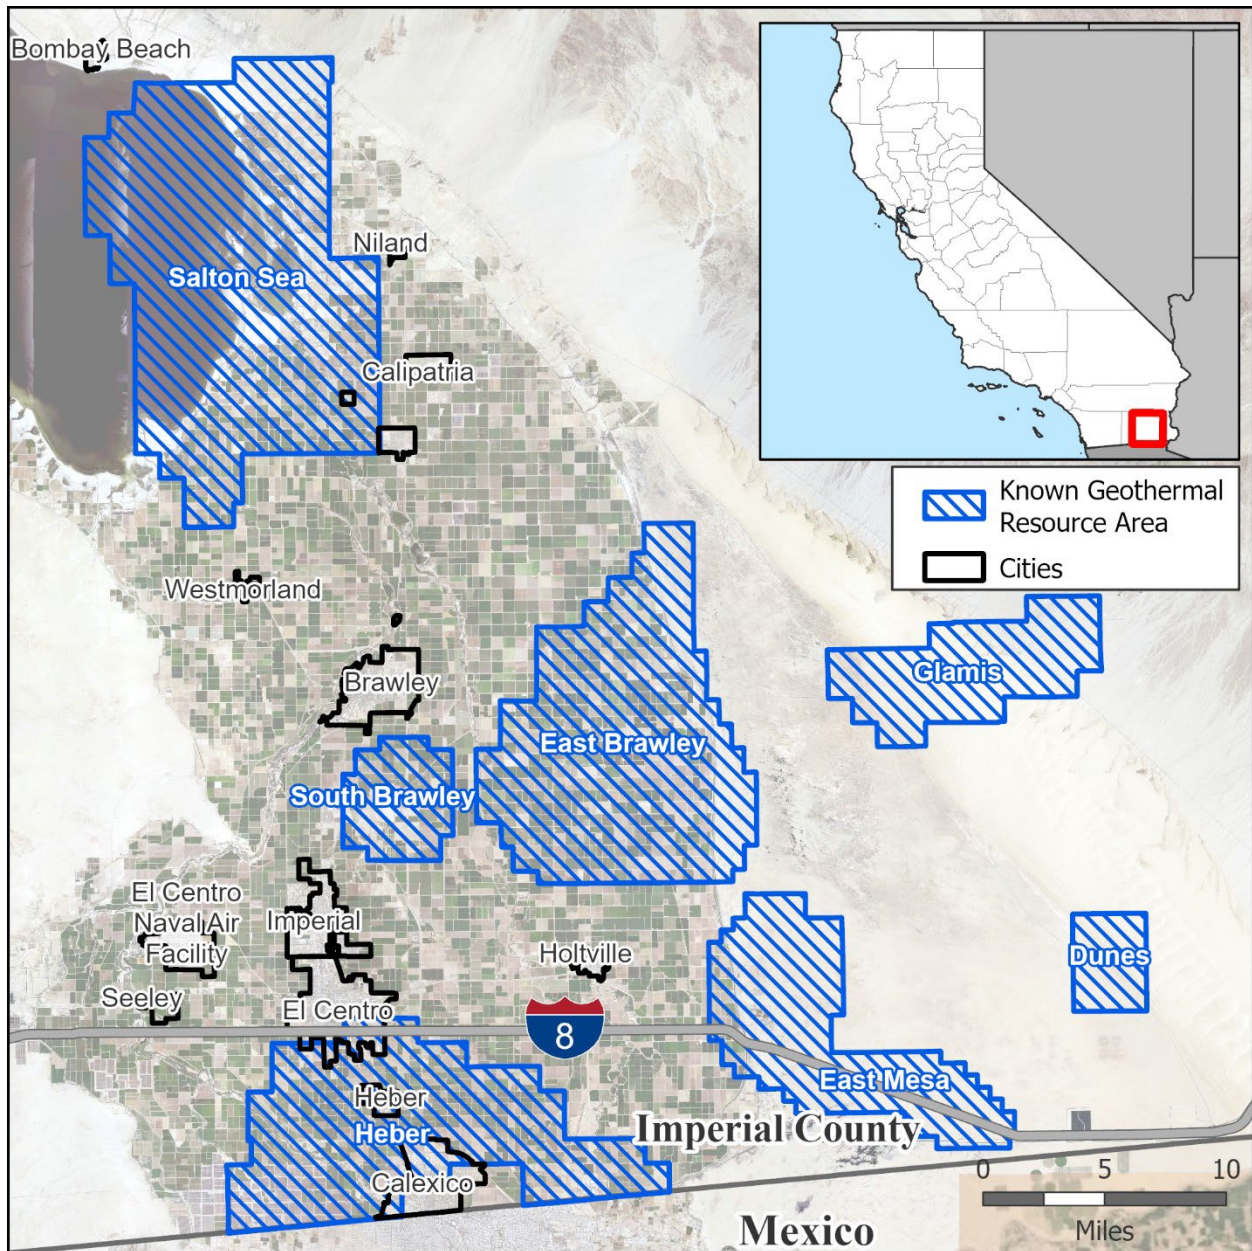 Bombay Beach
Niland
Salton Sea
Calipatria
Known Geothermal
Resource Area
Cities
Westmorland
Glamis
Brawley
East Brawley
South Brawley
El Centro
Naval Air
Facility
Imperial
Holtville
Dunes
Seeley
El Centro
8
East Mesa
Heber
Heber
Imperial County
Calexico
0 5 10
Miles
Mexico